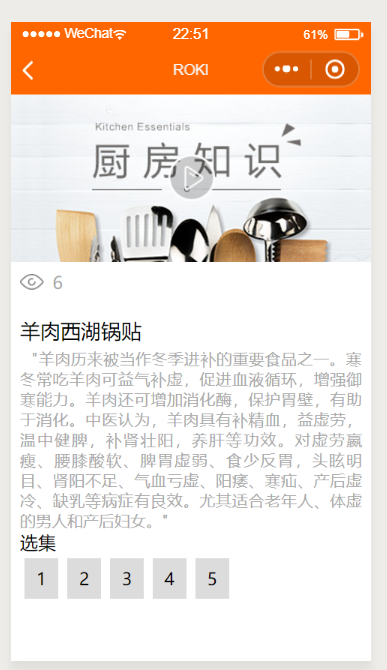 ●●●●● WeChat 22:51 61%
ROKI
Kitchen Essentials
厨房知识
6
羊肉西湖锅贴
"羊肉历来被当作冬季进补的重要食品之一。寒
冬常吃羊肉可益气补虚，促进血液循环，增强御
寒能力。羊肉还可增加消化酶，保护胃壁，有助
于消化。中医认为，羊肉具有补精血，益虚劳，
温中健脾，补肾壮阳，养肝等功效。对虚劳羸
瘦、腰膝酸软、脾胃虚弱、食少反胃，头眩明
目、肾阳不足、气血亏虚、阳痿、寒疝、产后虚
冷、缺乳等病症有良效。尤其适合老年人、体虚
的男人和产后妇女。"
选集
1 2 3 4 5